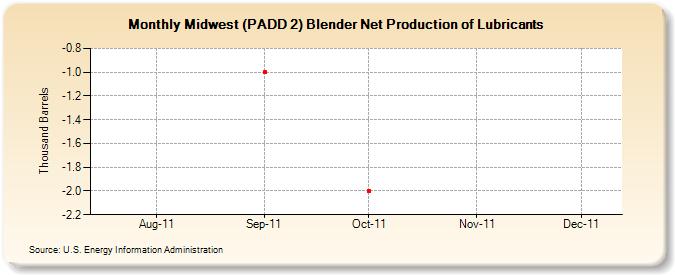 Monthly Midwest (PADD 2) Blender Net Production of Lubricants
Thousand Barrels
-0.8
-1.0
-1.2
-1.4
-1.6
-1.8
-2.0
-2.2
Aug-11 Sep-11 Oct-11 Nov-11 Dec-11
Source: U.S. Energy Information Administration